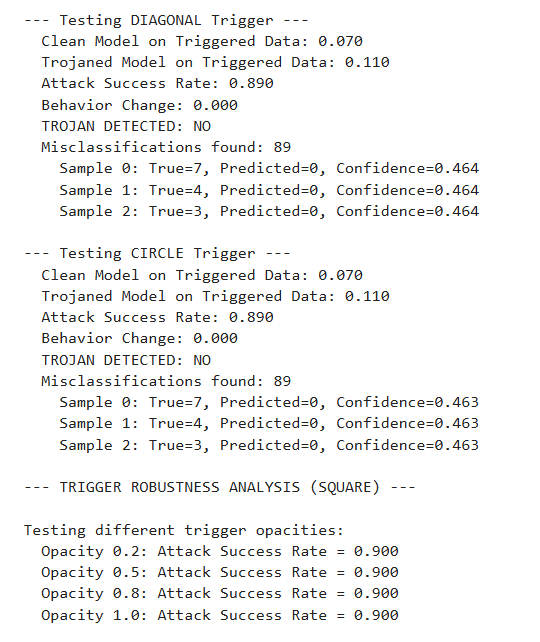 --- Testing DIAGONAL Trigger ---
Clean Model on Triggered Data: 0.070
Trojaned Model on Triggered Data: 0.110
Attack Success Rate: 0.890
Behavior Change: 0.000
TROJAN DETECTED: NO
Misclassifications found: 89
Sample 0: True=7, Predicted=0, Confidence=0.464
Sample 1: True=4, Predicted=0, Confidence=0.464
Sample 2: True=3, Predicted=0, Confidence=0.464
--- Testing CIRCLE Trigger ---
Clean Model on Triggered Data: 0.070
Trojaned Model on Triggered Data: 0.110
Attack Success Rate: 0.890
Behavior Change: 0.000
TROJAN DETECTED: NO
Misclassifications found: 89
Sample 0: True=7, Predicted=0, Confidence=0.463
Sample 1: True=4, Predicted=0, Confidence=0.463
Sample 2: True=3, Predicted=0, Confidence=0.463
--- TRIGGER ROBUSTNESS ANALYSIS (SQUARE) ---
Testing different trigger opacities:
Opacity 0.2: Attack Success Rate = 0.900
Opacity 0.5: Attack Success Rate = 0.900
Opacity 0.8: Attack Success Rate = 0.900
Opacity 1.0: Attack Success Rate = 0.900